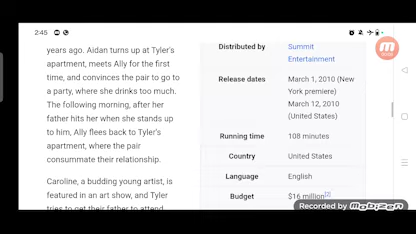 2:45
years ago. Aidan turns up at Tyler's
apartment, meets Ally for the first
time, and convinces the pair to go to
a party, where she drinks too much.
The following morning, after her
father hits her when she stands up
to him, Ally flees back to Tyler's
apartment, where the pair
consummate their relationship.
Caroline, a budding young artist, is
featured in an art show, and Tyler
tries to get their father to attend
Distributed by Summit
Entertainment
Release dates March 1, 2010 (New
York premiere)
March 12, 2010
(United States)
Running time 108 minutes
Country United States
Language English
Budget $16 million[2]
Recorded by Mobizen